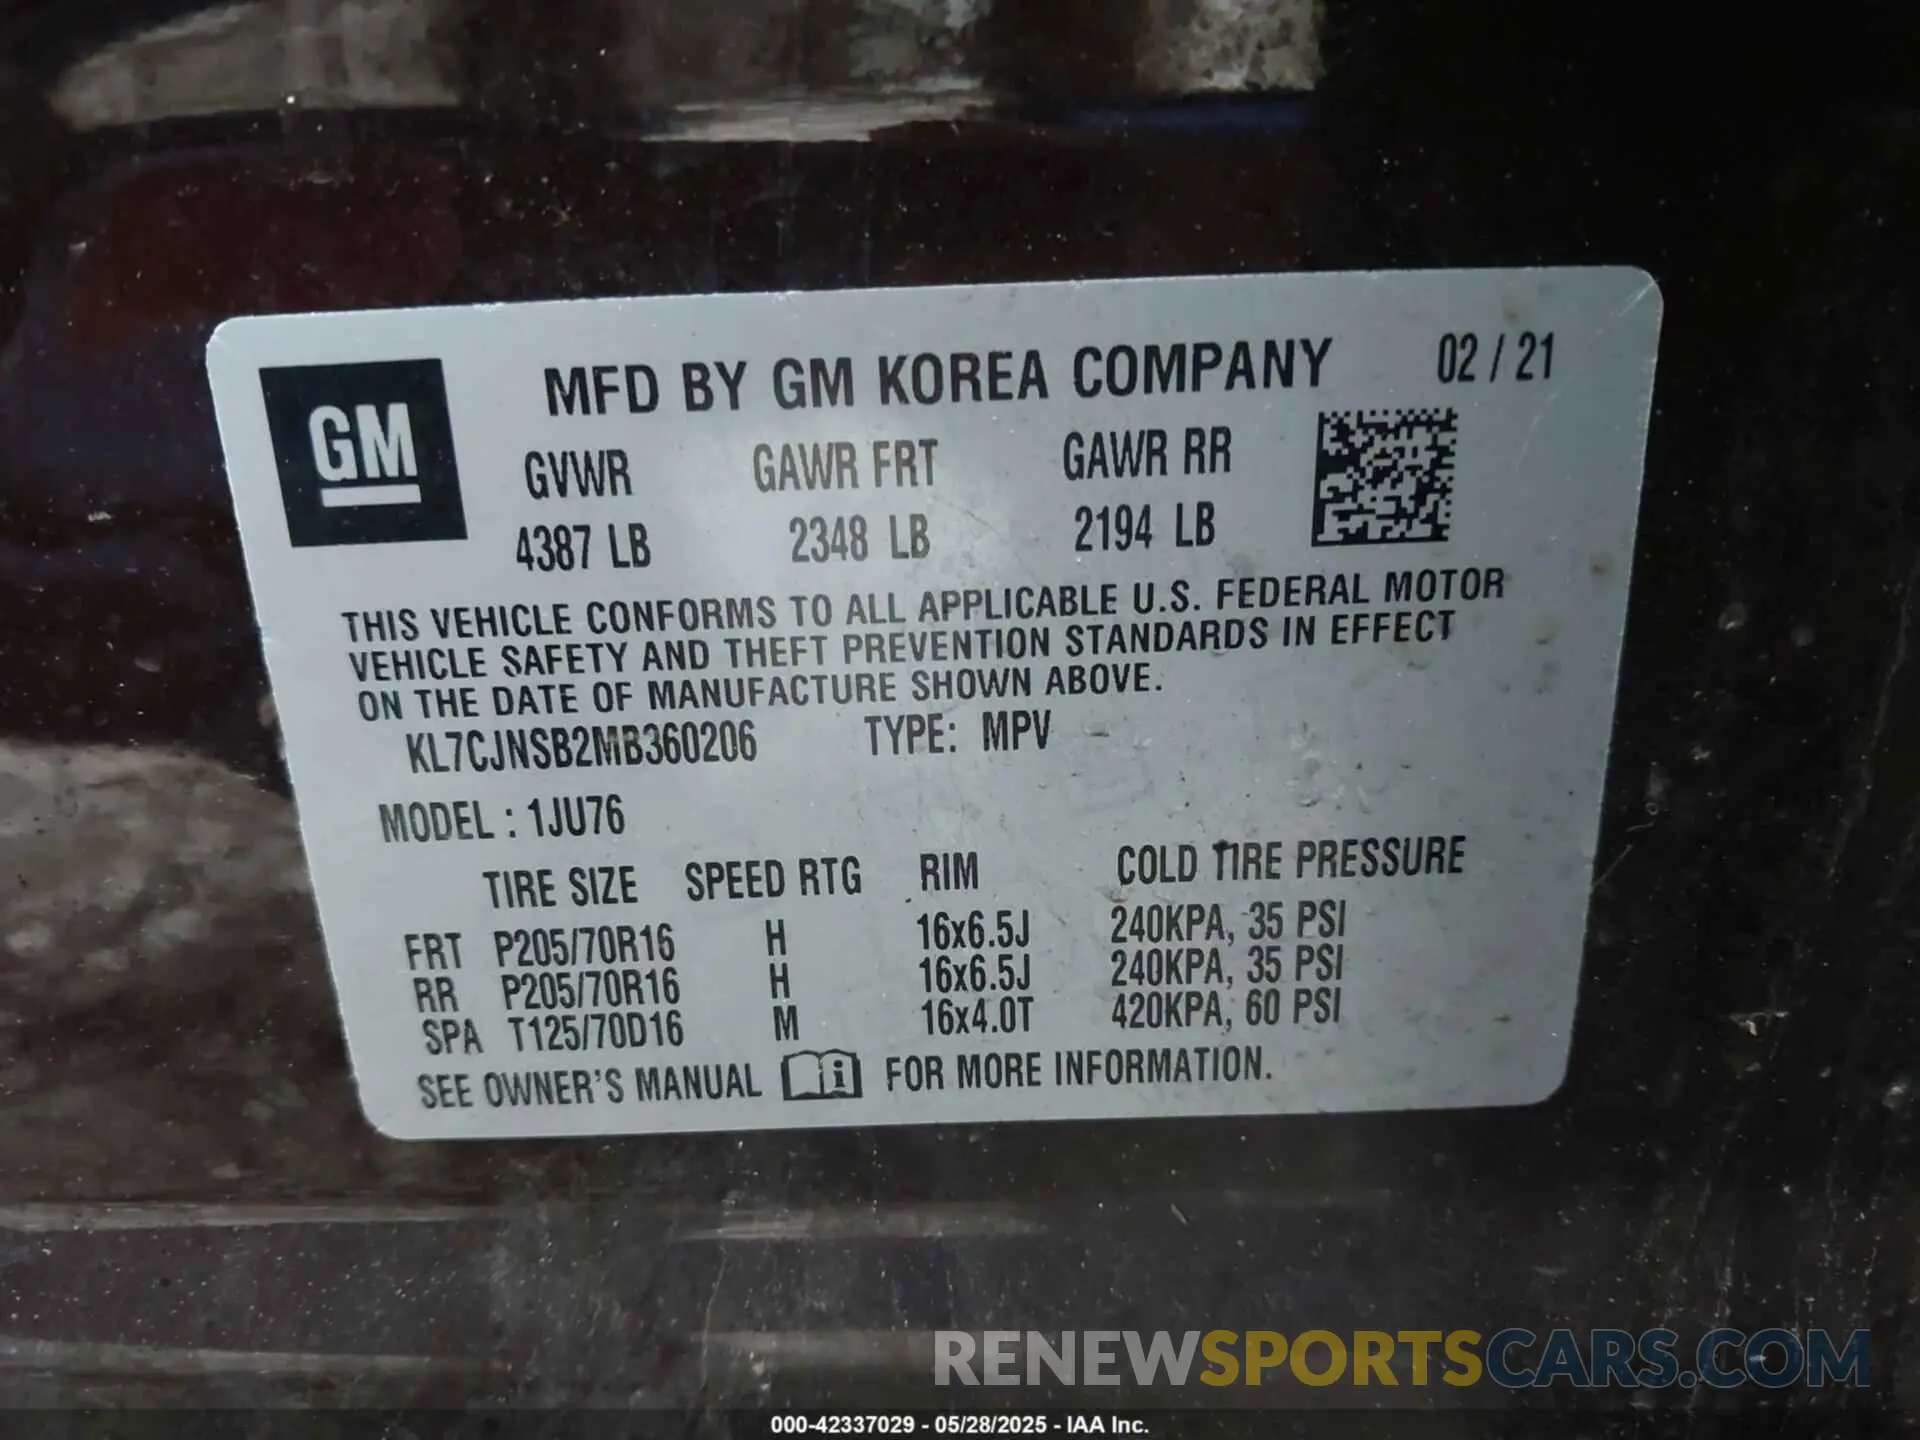 GM
MFD BY GM KOREA COMPANY 02 / 21
GVWR GAWR FRT GAWR RR
4387 LB 2348 LB 2194 LB
THIS VEHICLE CONFORMS TO ALL APPLICABLE U.S. FEDERAL MOTOR
VEHICLE SAFETY AND THEFT PREVENTION STANDARDS IN EFFECT
ON THE DATE OF MANUFACTURE SHOWN ABOVE.
KL7CJNSB2MB360206 TYPE: MPV
MODEL : 1JU76
TIRE SIZE SPEED RTG RIM COLD TIRE PRESSURE
FRT P205/70R16 H 16x6.5J 240KPA, 35 PSI
RR P205/70R16 H 16x6.5J 240KPA, 35 PSI
SPA T125/70D16 M 16x4.0T 420KPA, 60 PSI
SEE OWNER'S MANUAL i FOR MORE INFORMATION.
RENEWSPORTSCARS.COM
000-42337029 - 05/28/2025 - IAA Inc.